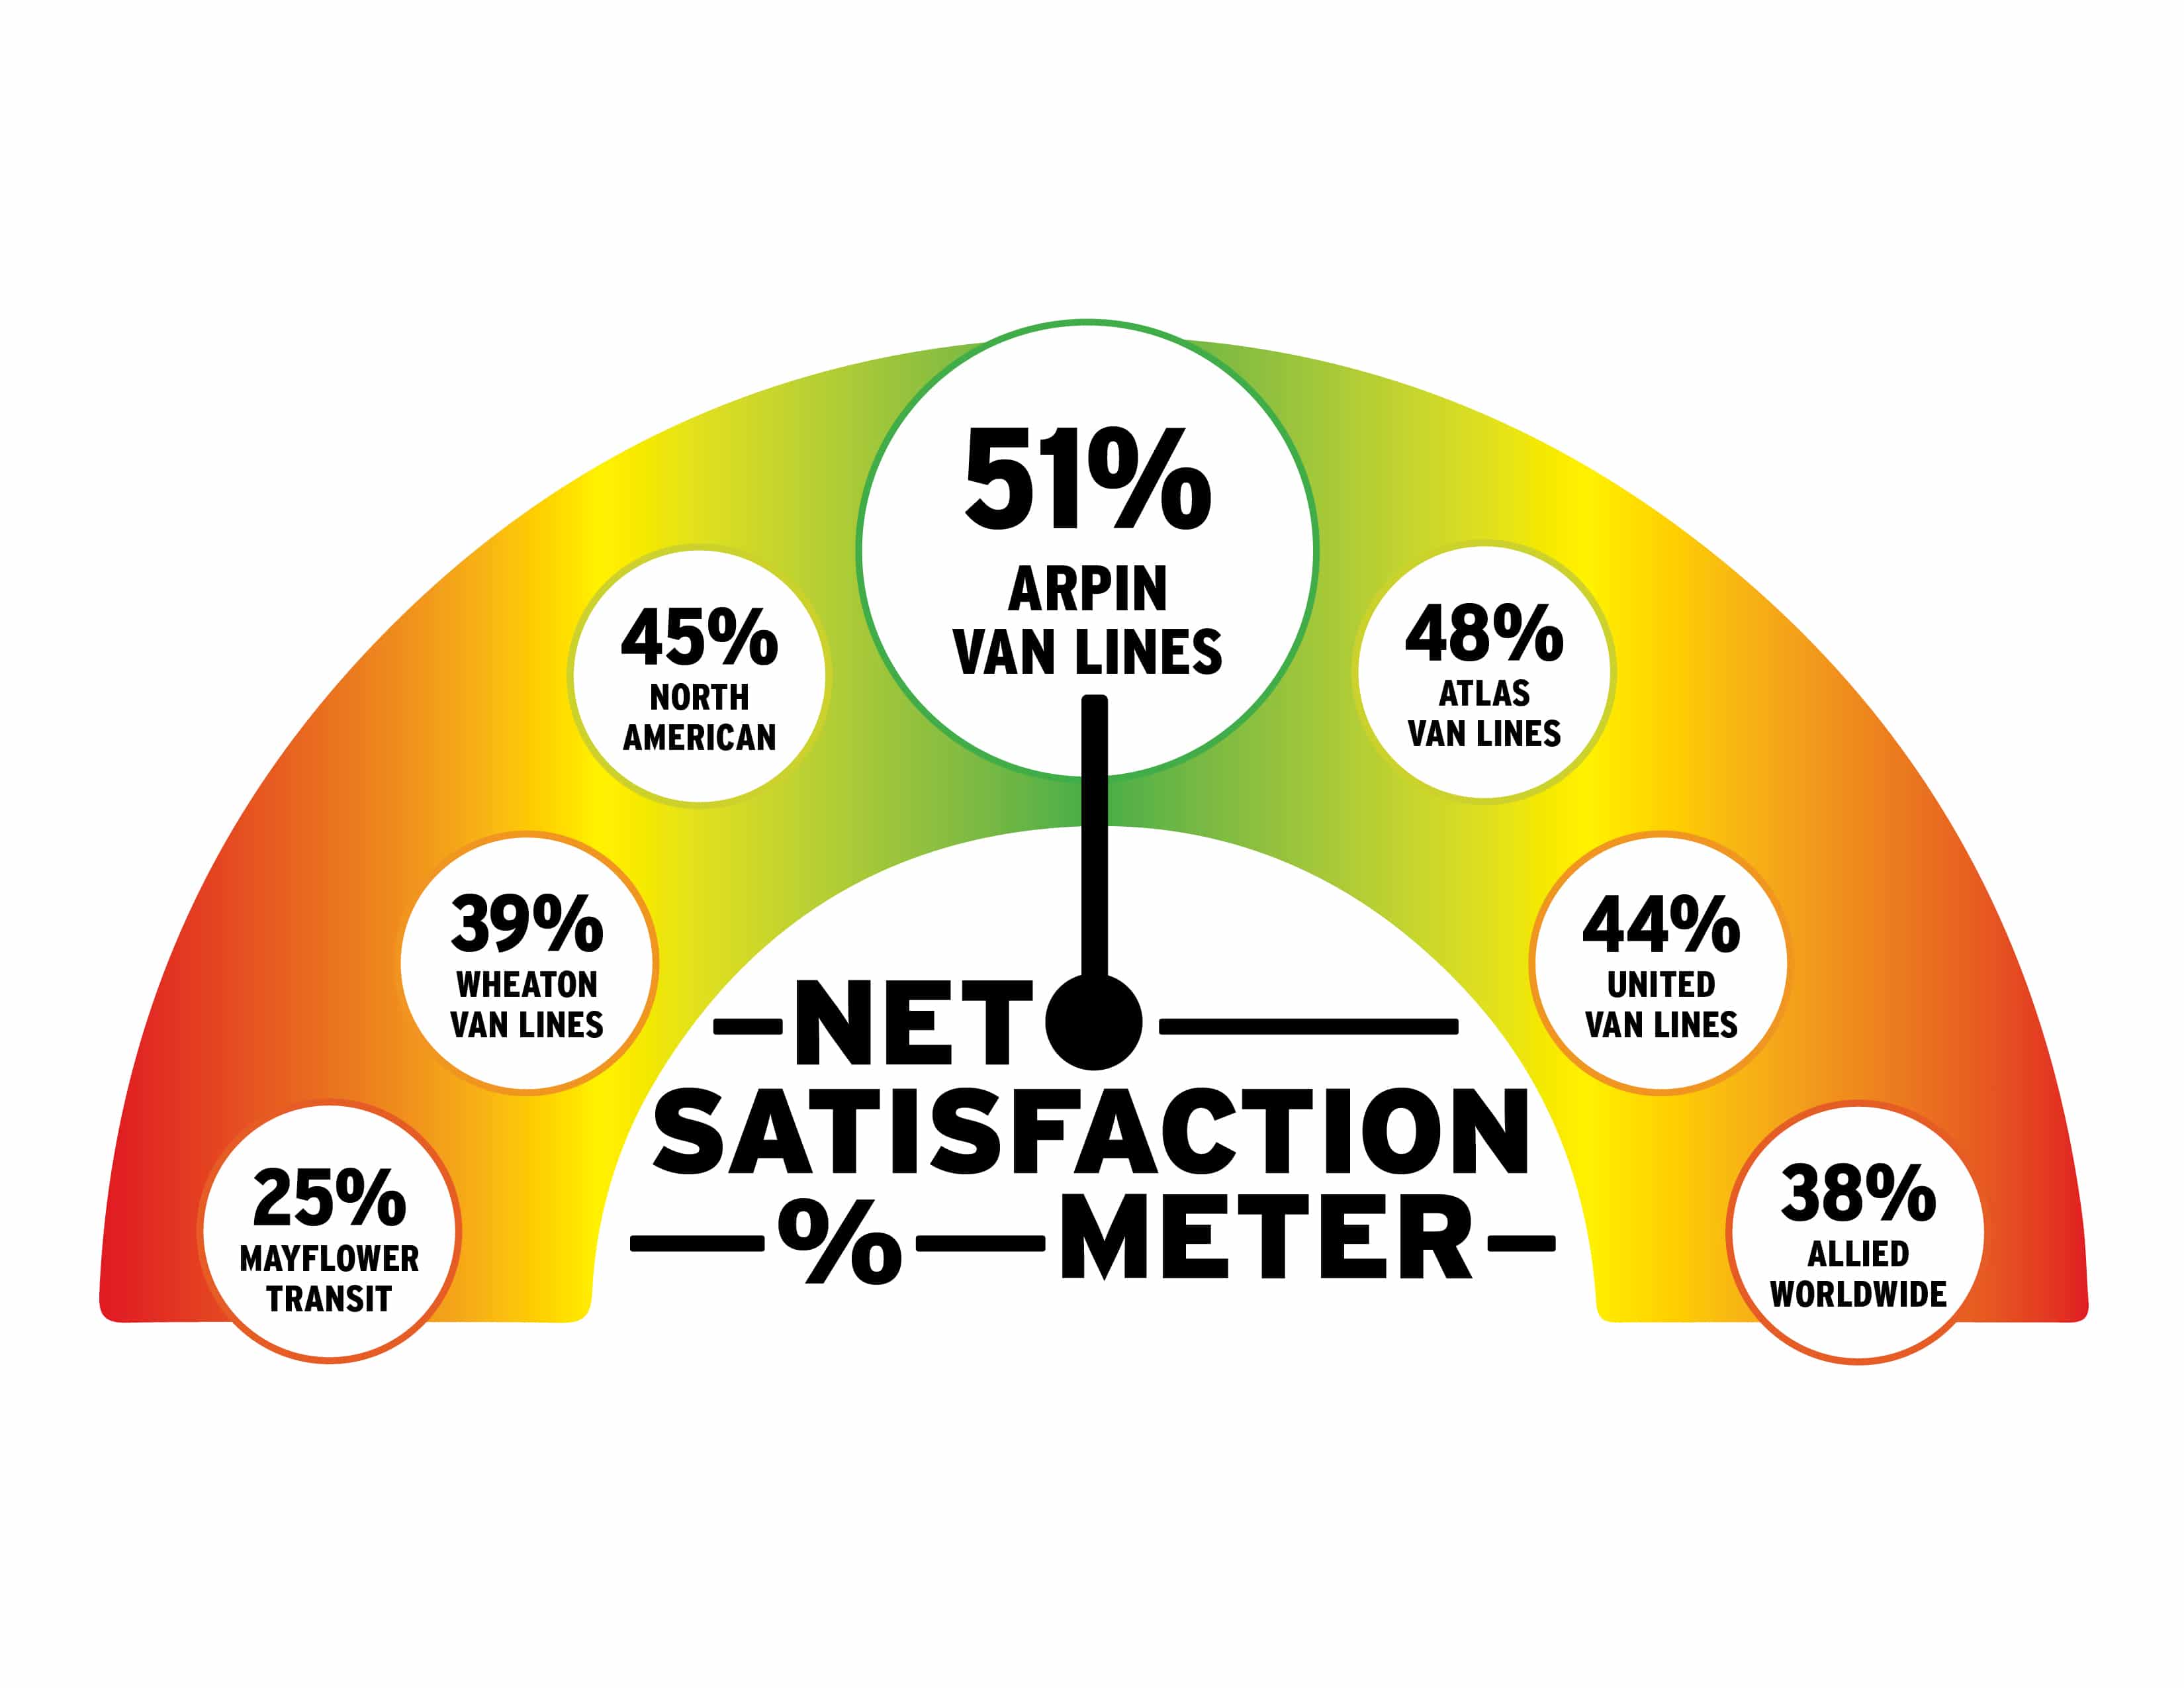 51%
ARPIN
VAN LINES
45%
NORTH
AMERICAN
48%
ATLAS
VAN LINES
39%
WHEATON
VAN LINES
44%
UNITED
VAN LINES
25%
MAYFLOWER
TRANSIT
38%
ALLIED
WORLDWIDE
NET
SATISFACTION
% METER